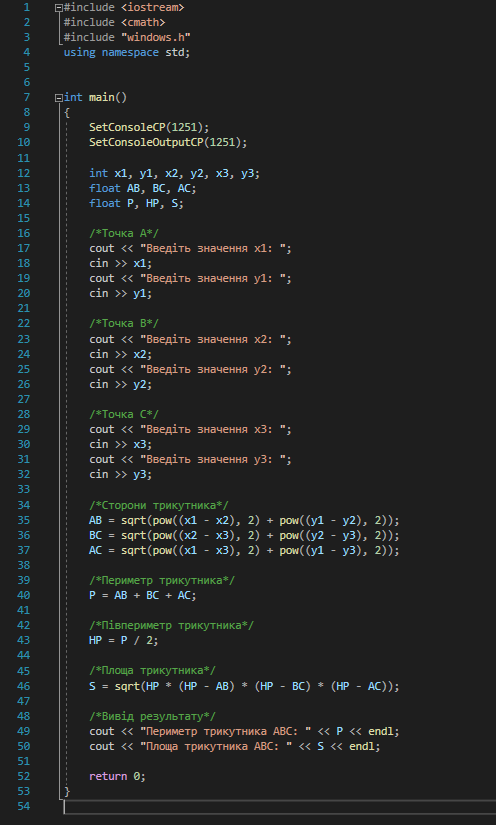 1 #include <iostream>
2 #include <cmath>
3 #include "windows.h"
4 using namespace std;
5
6
7 int main()
8 {
9 SetConsoleCP(1251);
10 SetConsoleOutputCP(1251);
11
12 int x1, y1, x2, y2, x3, y3;
13 float AB, BC, AC;
14 float P, HP, S;
15
16 /*Точка А*/
17 cout << "Введіть значення x1: ";
18 cin >> x1;
19 cout << "Введіть значення y1: ";
20 cin >> y1;
21
22 /*Точка В*/
23 cout << "Введіть значення x2: ";
24 cin >> x2;
25 cout << "Введіть значення y2: ";
26 cin >> y2;
27
28 /*Точка С*/
29 cout << "Введіть значення x3: ";
30 cin >> x3;
31 cout << "Введіть значення y3: ";
32 cin >> y3;
33
34 /*Сторони трикутника*/
35 AB = sqrt(pow((x1 - x2), 2) + pow((y1 - y2), 2));
36 BC = sqrt(pow((x2 - x3), 2) + pow((y2 - y3), 2));
37 AC = sqrt(pow((x1 - x3), 2) + pow((y1 - y3), 2));
38
39 /*Периметр трикутника*/
40 P = AB + BC + AC;
41
42 /*Півпериметр трикутника*/
43 HP = P / 2;
44
45 /*Площа трикутника*/
46 S = sqrt(HP * (HP - AB) * (HP - BC) * (HP - AC));
47
48 /*Вивід результату*/
49 cout << "Периметр трикутника ABC: " << P << endl;
50 cout << "Площа трикутника ABC: " << S << endl;
51
52 return 0;
53 }
54